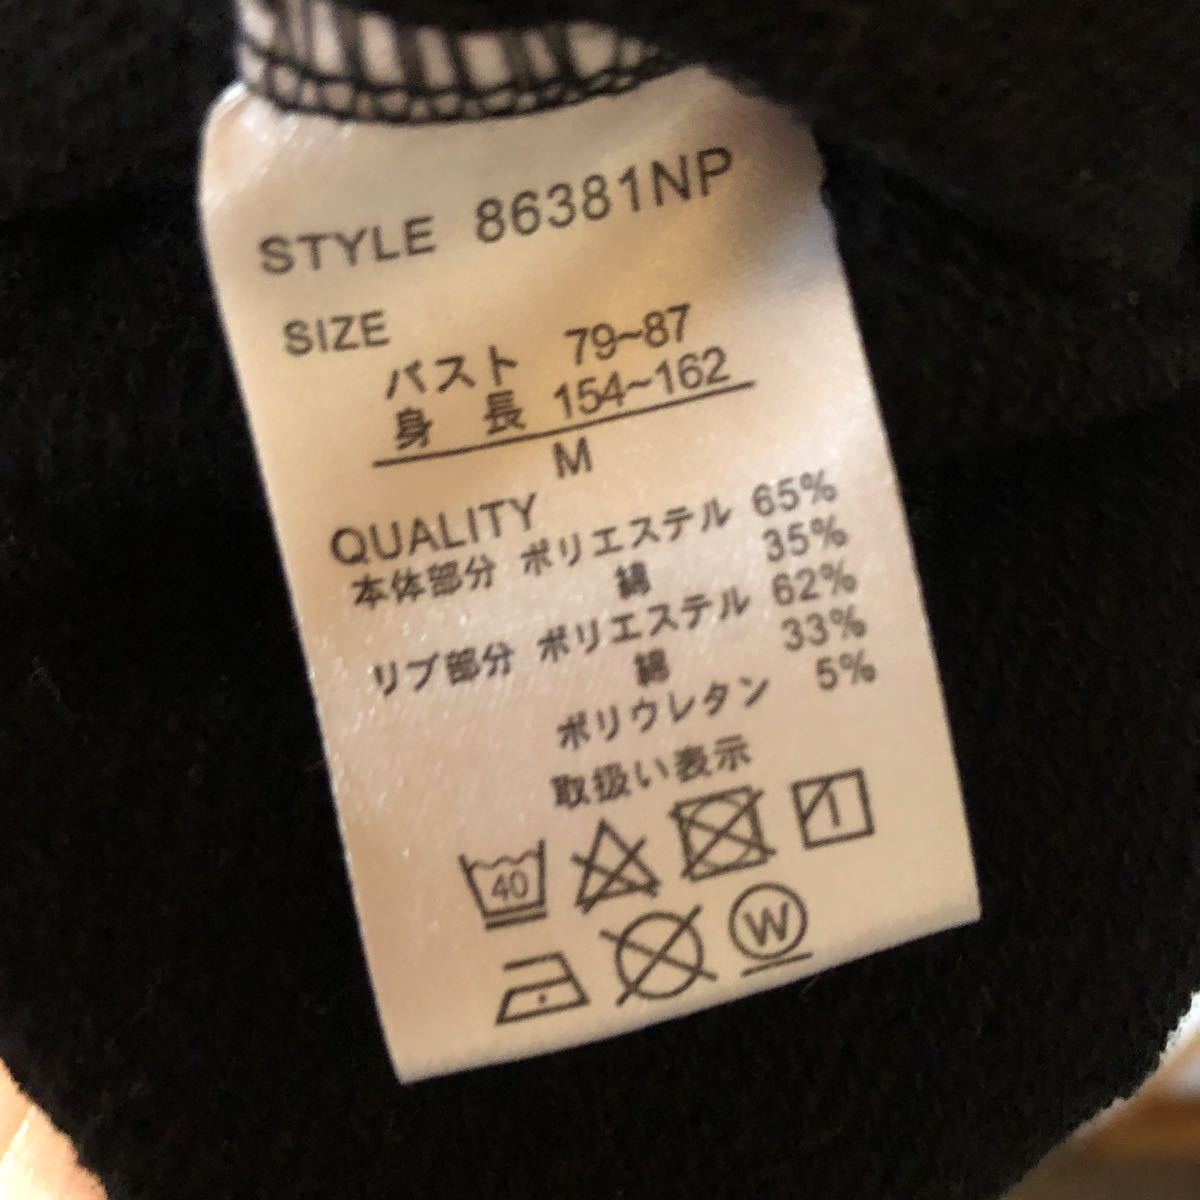 STYLE 86381NP
SIZE
バスト 79~87
身長 154~162
M
QUALITY
本体部分 ポリエステル 65%
綿 35%
リブ部分 ポリエステル 62%
綿 33%
ポリウレタン 5%
取扱い表示
40
W